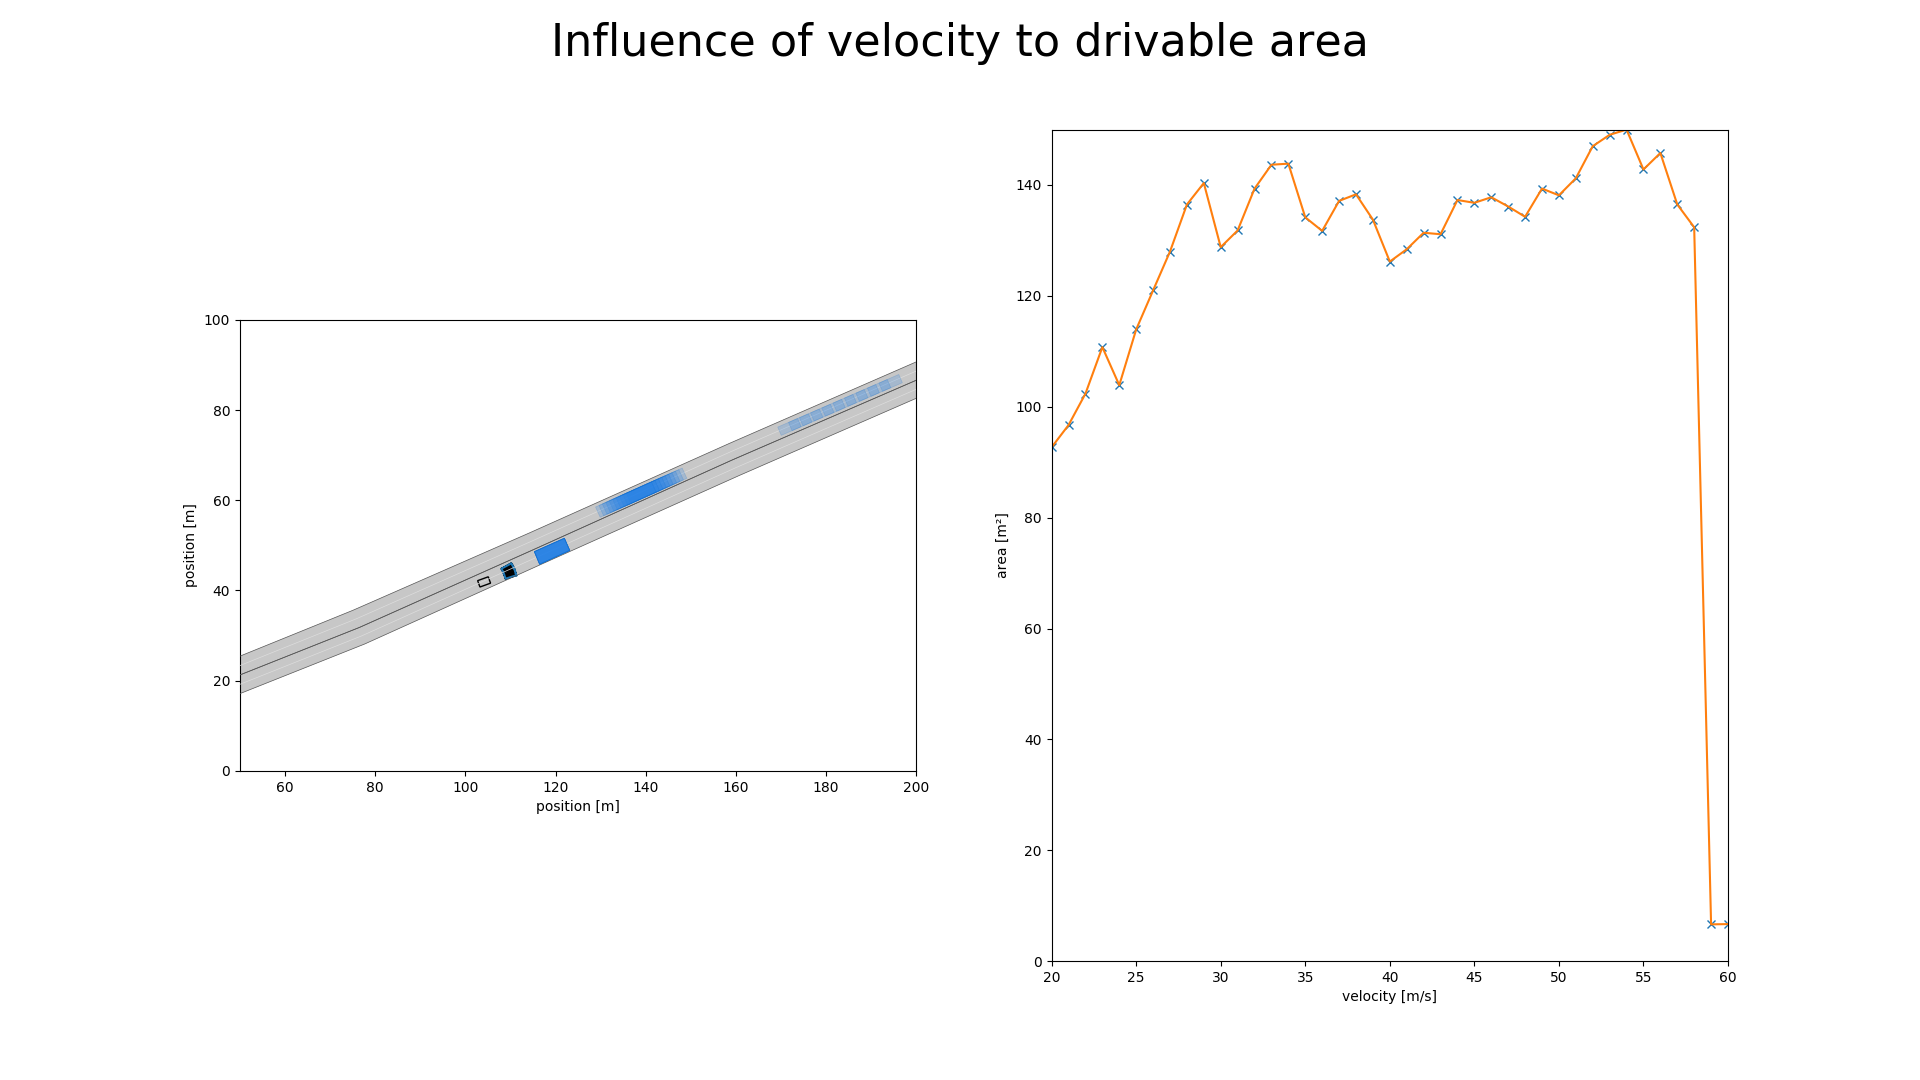 Influence of velocity to drivable area
100
80
60
40
20
0
position [m]
60 80 100 120 140 160 180 200
position [m]
140
120
100
80
60
40
20
0
area [m²]
20 25 30 35 40 45 50 55 60
velocity [m/s]